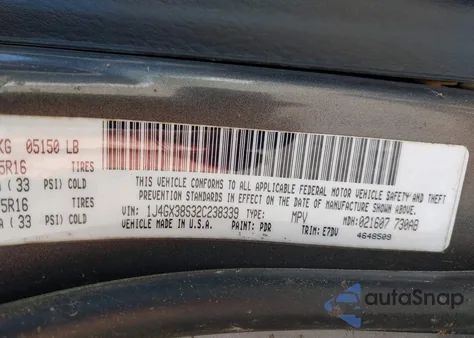 KG 05150 LB
5R16 TIRES
A ( 33 PSI) COLD
75R16 TIRES
A ( 33 PSI) COLD
THIS VEHICLE CONFORMS TO ALL APPLICABLE FEDERAL MOTOR VEHICLE SAFETY AND THEFT
PREVENTION STANDARDS IN EFFECT ON THE DATE OF MANUFACTURE SHOWN ABOVE.
VIN: 1J4GX38S32C238339 TYPE: MPV MDH: 021607 730AB
VEHICLE MADE IN U.S.A. PAINT: PDR TRIM: E7DV 4648509
autoSnap